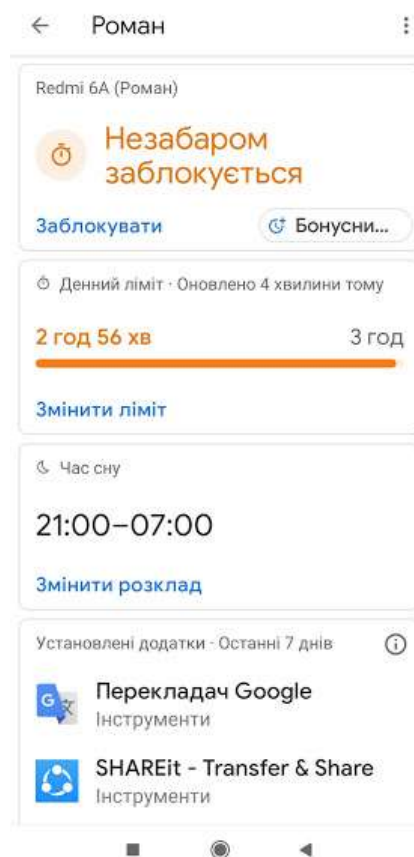 Роман
Redmi 6A (Роман)
Незабаром
заблокується
Заблокувати
Бонусни...
Денний ліміт · Оновлено 4 хвилини тому
2 год 56 хв
3 год
Змінити ліміт
Час сну
21:00–07:00
Змінити розклад
Установлені додатки · Останні 7 днів
Перекладач Google
Інструменти
SHAREit - Transfer & Share
Інструменти